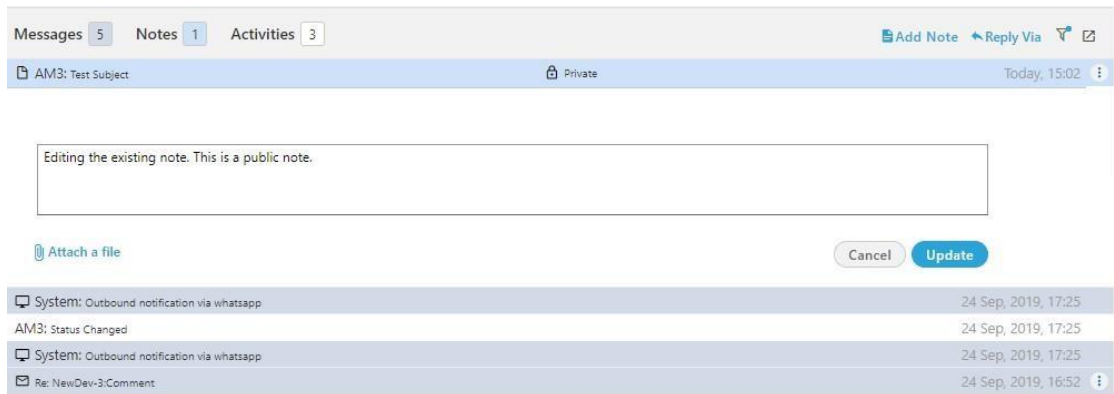 Messages 5 Notes 1 Activities 3 Add Note Reply Via
AM3: Test Subject Private Today, 15:02
Editing the existing note. This is a public note.
Attach a file Cancel Update
System: Outbound notification via whatsapp 24 Sep, 2019, 17:25
AM3: Status Changed 24 Sep, 2019, 17:25
System: Outbound notification via whatsapp 24 Sep, 2019, 17:25
Re: NewDev-3:Comment 24 Sep, 2019, 16:52